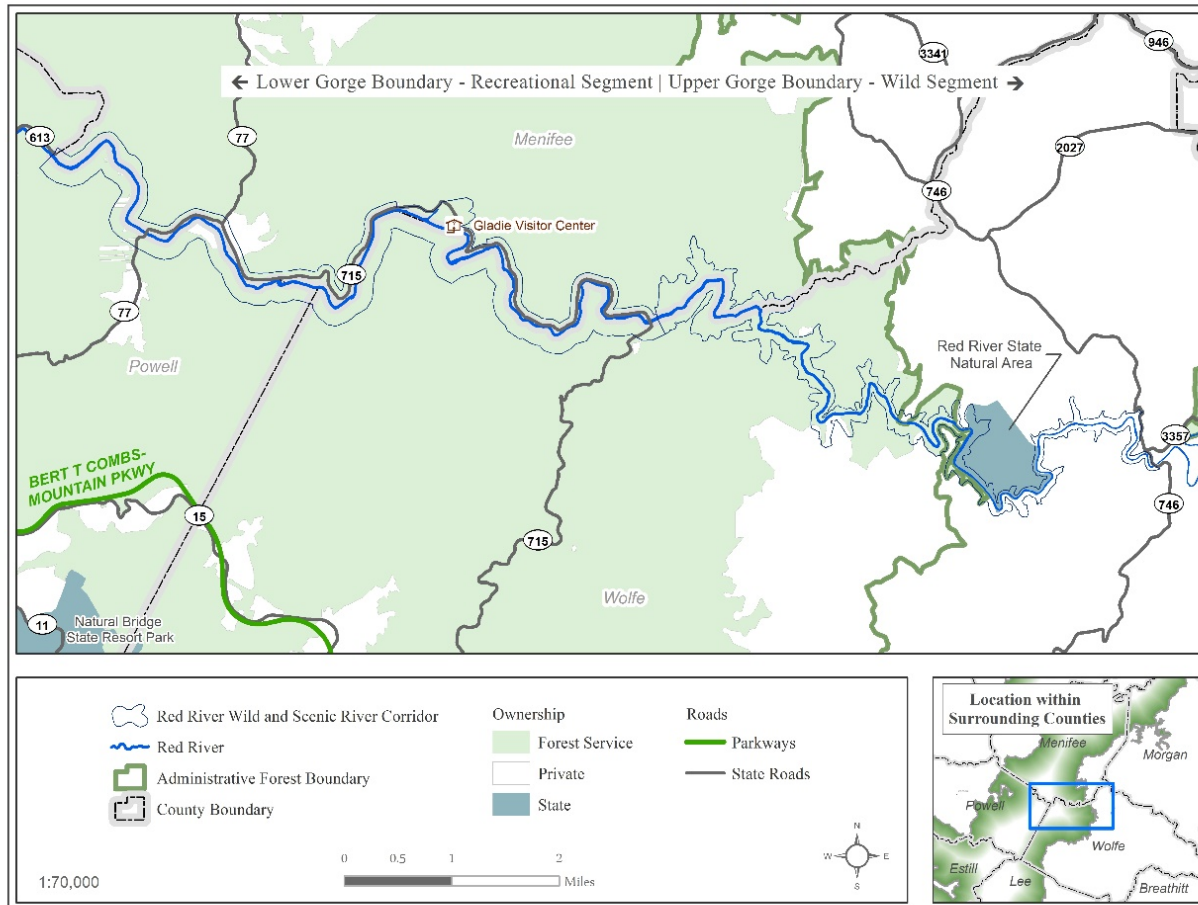 3341
946
← Lower Gorge Boundary - Recreational Segment | Upper Gorge Boundary - Wild Segment →
77
613
Menifee
2027
746
Gladie Visitor Center
715
77
Powell
Red River State
Natural Area
3357
BERT T COMBS-
MOUNTAIN PKWY
746
15
715
Wolfe
11
Natural Bridge
State Resort Park
Red River Wild and Scenic River Corridor
Red River
Administrative Forest Boundary
County Boundary
Ownership
Forest Service
Private
State
Roads
Parkways
State Roads
1:70,000
0 0.5 1 2
Miles
N
W E
S
Location within
Surrounding Counties
Menifee
Morgan
Powell
Wolfe
Estill
Lee
Breathitt